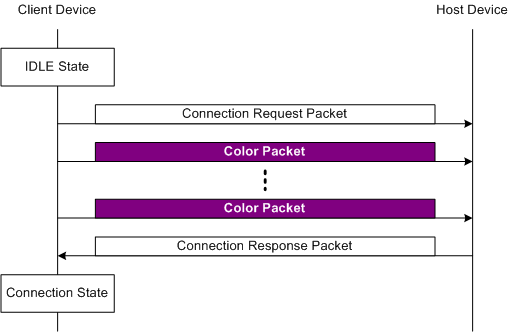 Client Device
Host Device
IDLE State
Connection Request Packet
Color Packet
Color Packet
Connection Response Packet
Connection State